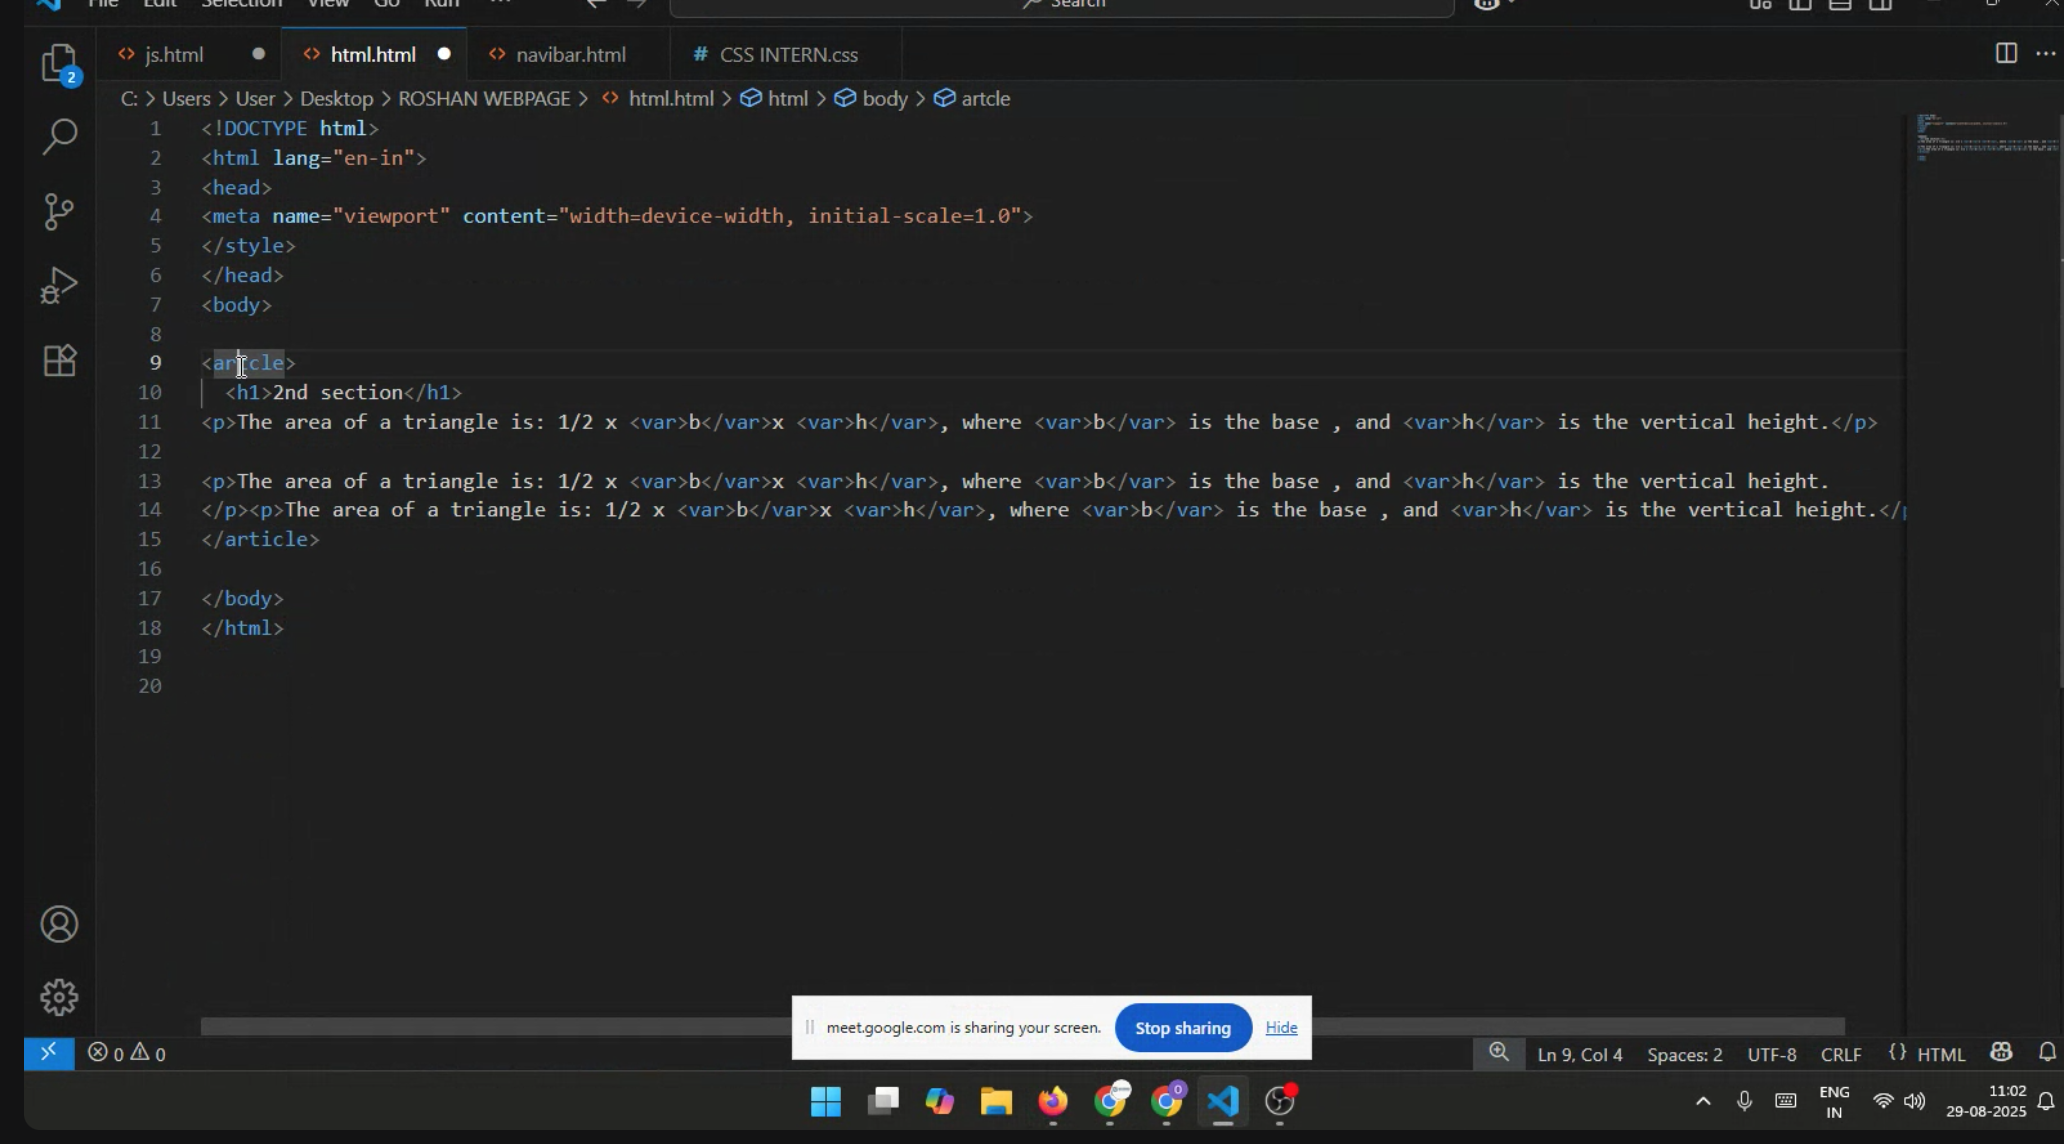 File Edit Selection View Go Run ... Search
js.html html.html navibar.html # CSS INTERN.css
C: > Users > User > Desktop > ROSHAN WEBPAGE > html.html > html > body > artcle
1 <!DOCTYPE html>
2 <html lang="en-in">
3 <head>
4 <meta name="viewport" content="width=device-width, initial-scale=1.0">
5 </style>
6 </head>
7 <body>
8
9 <artcle>
10 <h1>2nd section</h1>
11 <p>The area of a triangle is: 1/2 x <var>b</var>x <var>h</var>, where <var>b</var> is the base , and <var>h</var> is the vertical height.</p>
12
13 <p>The area of a triangle is: 1/2 x <var>b</var>x <var>h</var>, where <var>b</var> is the base , and <var>h</var> is the vertical height.
14 </p><p>The area of a triangle is: 1/2 x <var>b</var>x <var>h</var>, where <var>b</var> is the base , and <var>h</var> is the vertical height.</p
15 </article>
16
17 </body>
18 </html>
19
20
2
meet.google.com is sharing your screen. Stop sharing Hide
0 0 Ln 9, Col 4 Spaces: 2 UTF-8 CRLF {} HTML
ENG
IN
11:02
29-08-2025